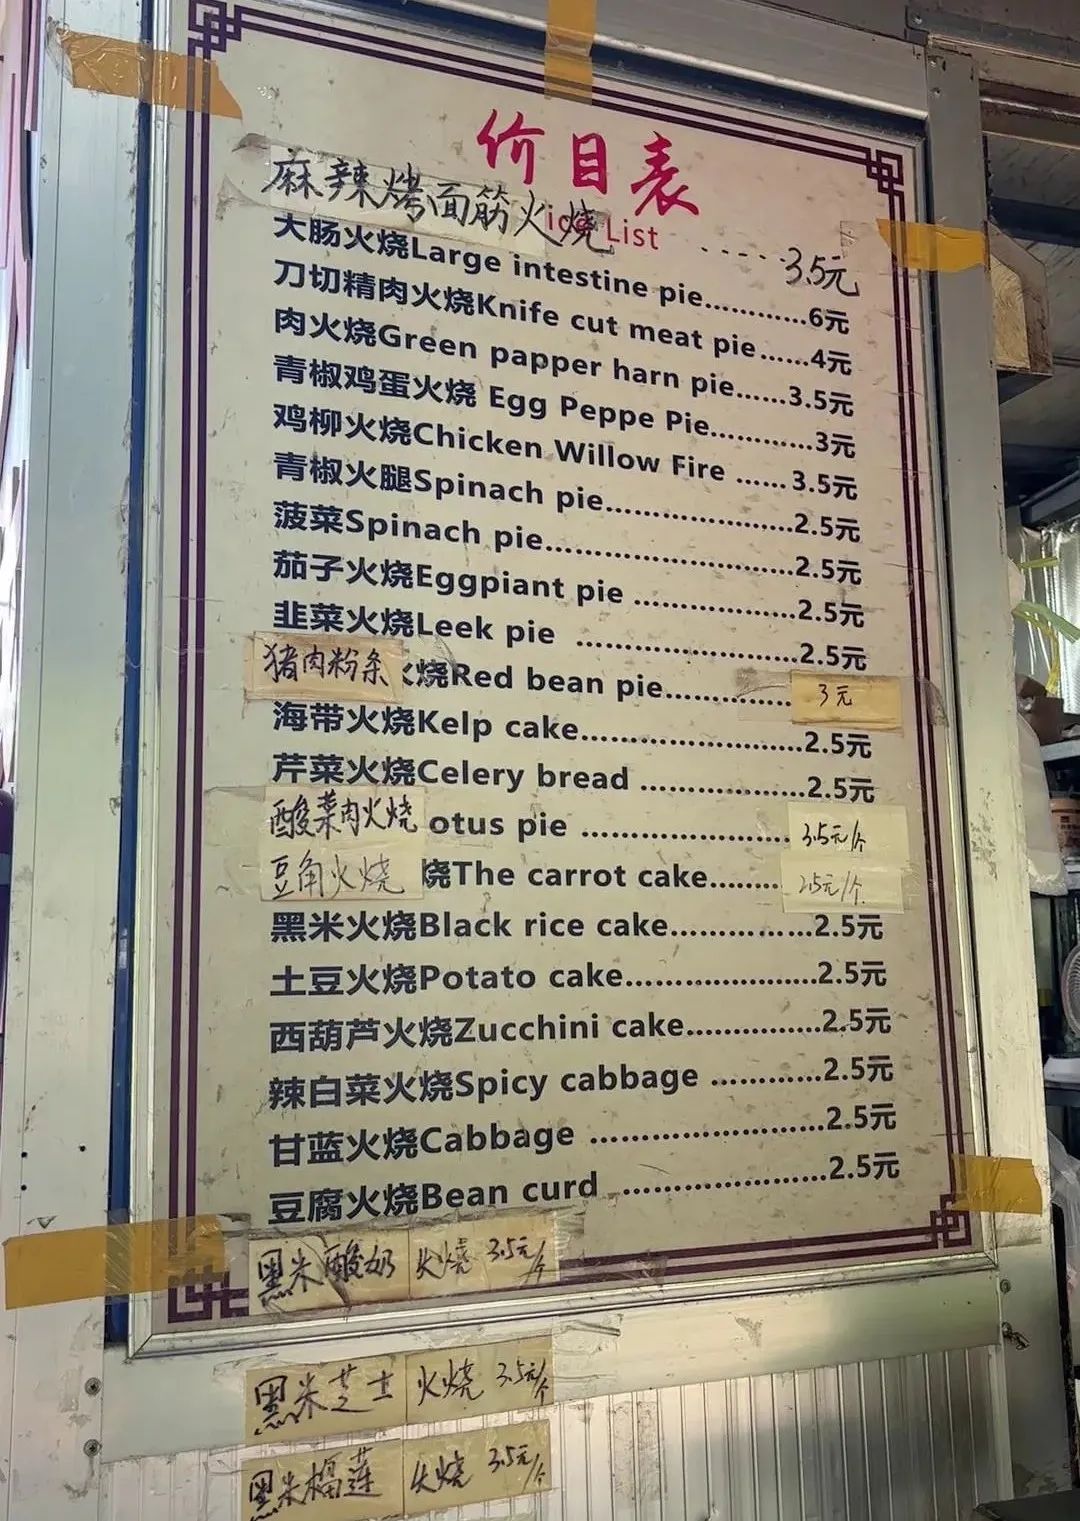 价目表
ice List
麻辣烤面筋火烧 ..... 3.5元
大肠火烧Large intestine pie............6元
刀切精肉火烧Knife cut meat pie......4元
肉火烧Green papper harn pie......3.5元
青椒鸡蛋火烧 Egg Peppe Pie............3元
鸡柳火烧Chicken Willow Fire ......3.5元
青椒火腿Spinach pie......................2.5元
菠菜Spinach pie.............................2.5元
茄子火烧Eggpiant pie ...................2.5元
韭菜火烧Leek pie ..........................2.5元
猪肉粉条火烧Red bean pie...............3元
海带火烧Kelp cake..........................2.5元
芹菜火烧Celery bread ...................2.5元
酸菜肉火烧 otus pie .........................3.5元/个
豆角火烧 烧The carrot cake........2.5元/个
黑米火烧Black rice cake................2.5元
土豆火烧Potato cake......................2.5元
西葫芦火烧Zucchini cake...............2.5元
辣白菜火烧Spicy cabbage .............2.5元
甘蓝火烧Cabbage ...........................2.5元
豆腐火烧Bean curd ........................2.5元
黑米酸奶火烧 3.5元/个
黑米芝士火烧 3.5元/个
黑米榴莲火烧 3.5元/个